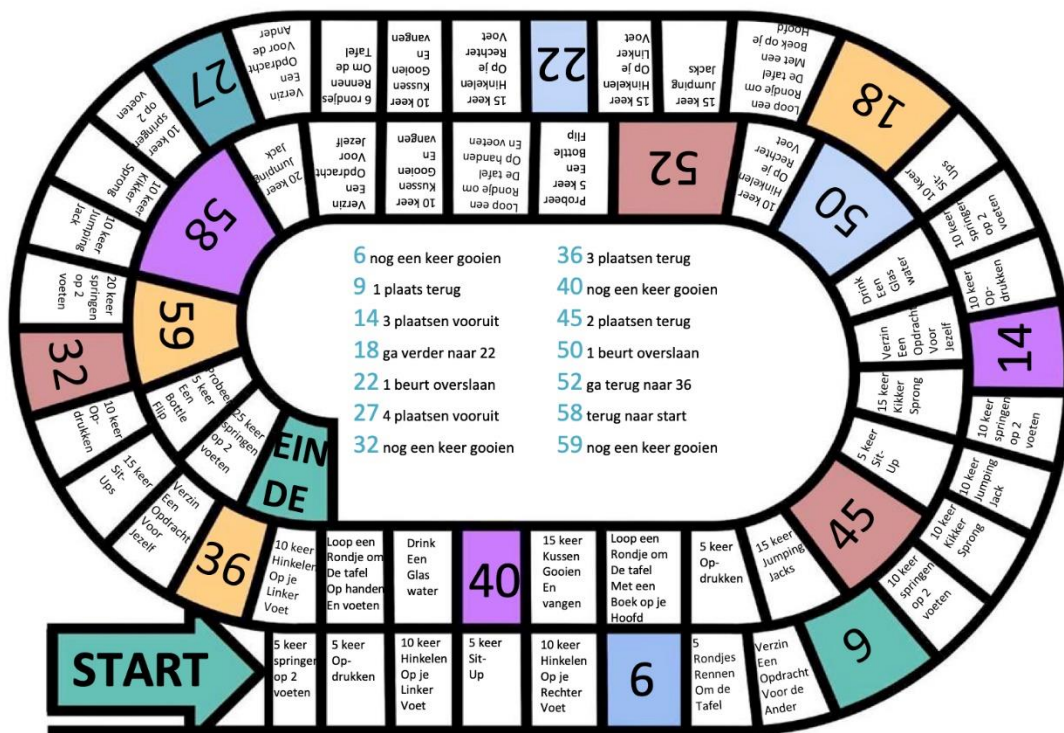 START
5 keer
springen
op 2
voeten
5 keer
Op-
drukken
10 keer
Hinkelen
Op je
Linker
Voet
5 keer
Sit-
Up
10 keer
Hinkelen
Op je
Rechter
Voet
6
5
Rondjes
Rennen
Om de
Tafel
Verzin
Een
Opdracht
Voor de
Ander
9
10 keer
springen
op 2
voeten
10 keer
Kikker
Sprong
10 keer
Jumping
Jack
10 keer
springen
op 2
voeten
14
10 keer
Op-
drukken
10 keer
springen
op 2
voeten
10 keer
Sit-
Ups
18
Loop een
Rondje om
De tafel
Met een
Boek op je
Hoofd
15 keer
Jumping
Jacks
15 keer
Hinkelen
Op je
Linker
Voet
22
15 keer
Hinkelen
Op je
Rechter
Voet
10 keer
Kussen
Gooien
En
vangen
6 rondjes
Rennen
Om de
Tafel
Verzin
Een
Opdracht
Voor de
Ander
27
10 keer
springen
op 2
voeten
10 keer
Kikker
Sprong
10 keer
Jumping
Jack
20 keer
springen
op 2
voeten
32
10 keer
Op-
drukken
15 keer
Sit-
Ups
Verzin
Een
Opdracht
Voor
Jezelf
36
10 keer
Hinkelen
Op je
Linker
Voet
Loop een
Rondje om
De tafel
Op handen
En voeten
Drink
Een
Glas
water
40
15 keer
Kussen
Gooien
En
vangen
Loop een
Rondje om
De tafel
Met een
Boek op je
Hoofd
5 keer
Op-
drukken
15 keer
Jumping
Jacks
45
5 keer
Sit-
Up
15 keer
Kikker
Sprong
Verzin
Een
Opdracht
Voor
Jezelf
Drink
Een
Glas
water
50
10 keer
Hinkelen
Op je
Rechter
Voet
52
Probeer
5 keer
Een
Bottle
Flip
Loop een
Rondje om
De tafel
Op handen
En voeten
10 keer
Kussen
Gooien
En
vangen
Verzin
Een
Opdracht
Voor
Jezelf
20 keer
Jumping
Jack
58
59
Probeer
5 keer
Een
Bottle
Flip
25 keer
springen
op 2
voeten
EIN
DE
6 nog een keer gooien
9 1 plaats terug
14 3 plaatsen vooruit
18 ga verder naar 22
22 1 beurt overslaan
27 4 plaatsen vooruit
32 nog een keer gooien
36 3 plaatsen terug
40 nog een keer gooien
45 2 plaatsen terug
50 1 beurt overslaan
52 ga terug naar 36
58 terug naar start
59 nog een keer gooien